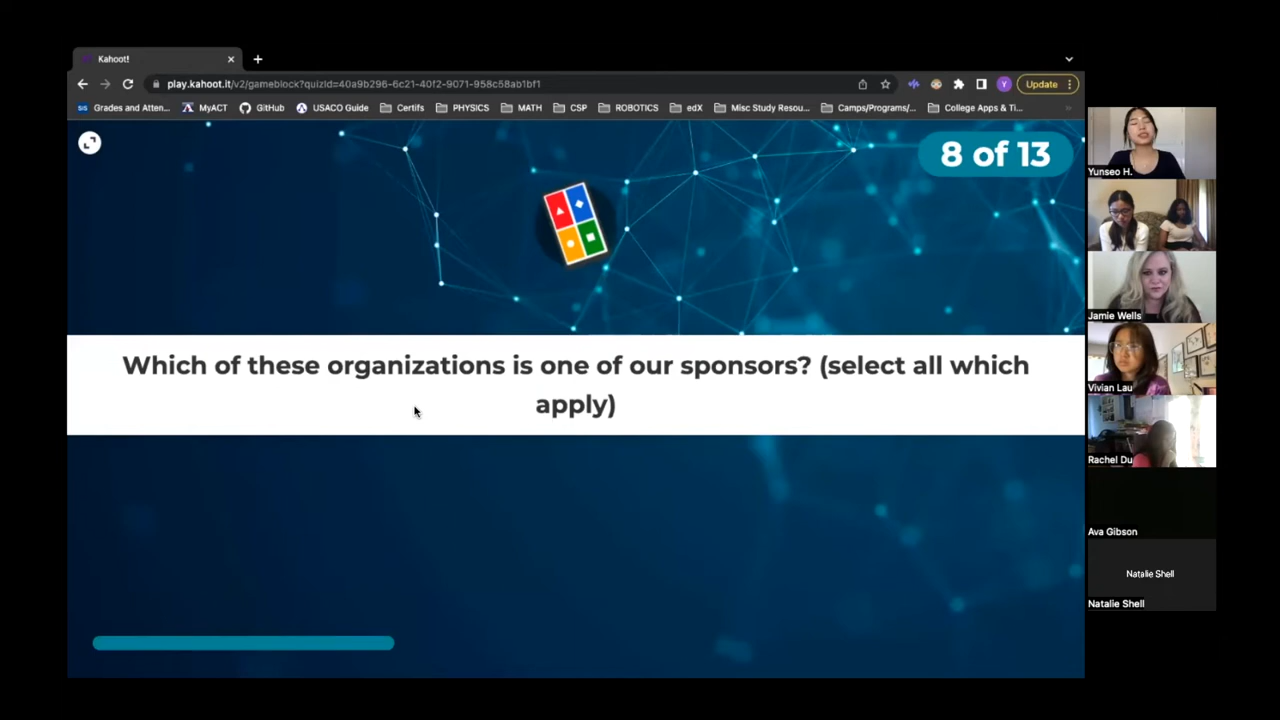 Kahoot!
play.kahoot.it/v2/gameblock?quizId=40a9b296-6c21-40f2-9071-958c58ab1bf1
Update
SIS Grades and Atten... MyACT GitHub USACO Guide Certifs PHYSICS MATH CSP ROBOTICS edX Misc Study Resou... Camps/Programs/... College Apps & Ti...
8 of 13
Which of these organizations is one of our sponsors? (select all which
apply)
Yunseo H.
Jamie Wells
Vivian Lau
Rachel Du
Ava Gibson
Natalie Shell
Natalie Shell